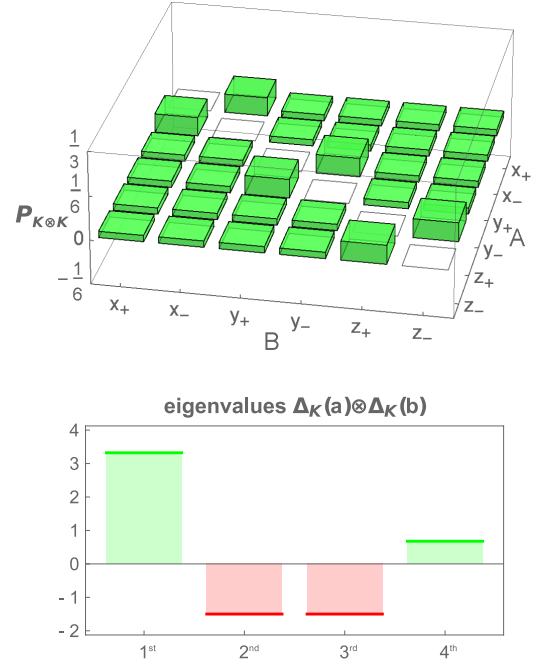 1
3
1
6
0
− 1
6
P K⊗K
x₊
x₋
y₊
y₋
z₊
z₋
B
x₊
x₋
y₊
y₋
z₊
z₋
A
eigenvalues Δ_K(a)⊗Δ_K(b)
4
3
2
1
0
- 1
- 2
1st
2nd
3rd
4th